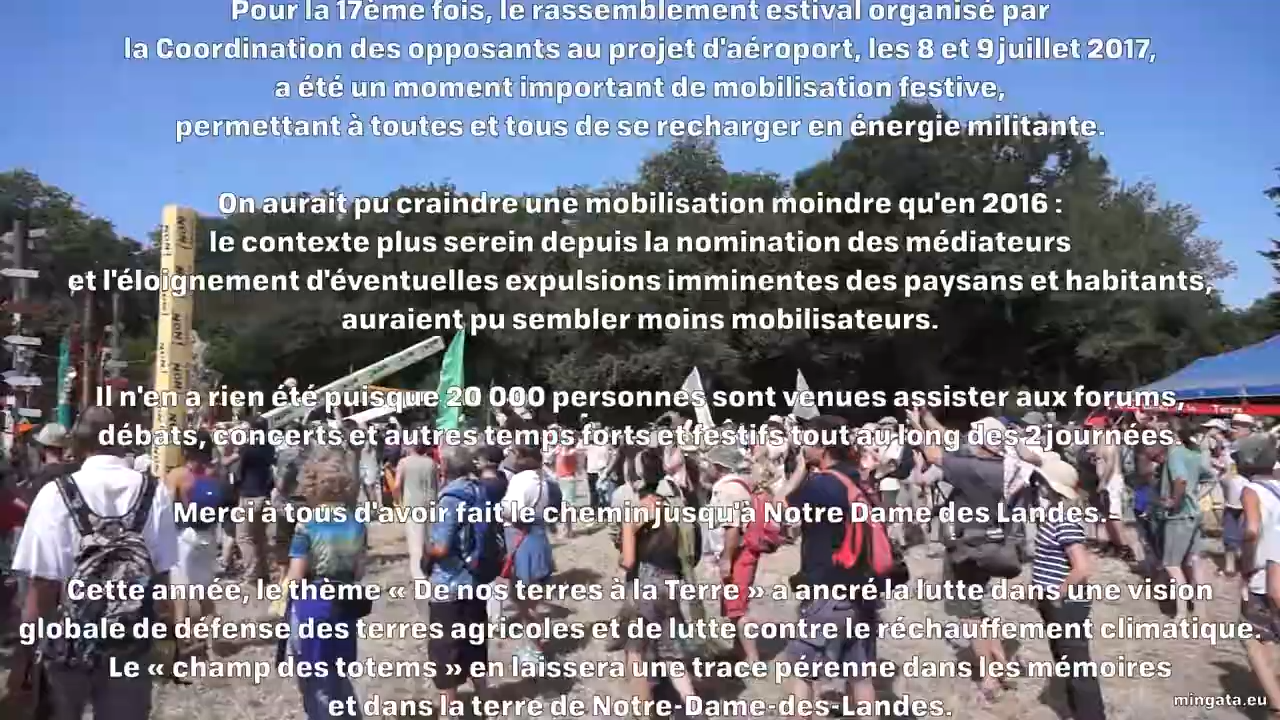 Pour la 17ème fois, le rassemblement estival organisé par
la Coordination des opposants au projet d'aéroport, les 8 et 9 juillet 2017,
a été un moment important de mobilisation festive,
permettant à toutes et tous de se recharger en énergie militante.
On aurait pu craindre une mobilisation moindre qu'en 2016 :
le contexte plus serein depuis la nomination des médiateurs
et l'éloignement d'éventuelles expulsions imminentes des paysans et habitants,
auraient pu sembler moins mobilisateurs.
Il n'en a rien été puisque 20 000 personnes sont venues assister aux forums,
débats, concerts et autres temps forts et festifs tout au long des 2 journées.
Merci à tous d'avoir fait le chemin jusqu'à Notre Dame des Landes.
Cette année, le thème « De nos terres à la Terre » a ancré la lutte dans une vision
globale de défense des terres agricoles et de lutte contre le réchauffement climatique.
Le « champ des totems » en laissera une trace pérenne dans les mémoires
et dans la terre de Notre-Dame-des-Landes.
mingata.eu
NON!
NON!
NON!
Terre